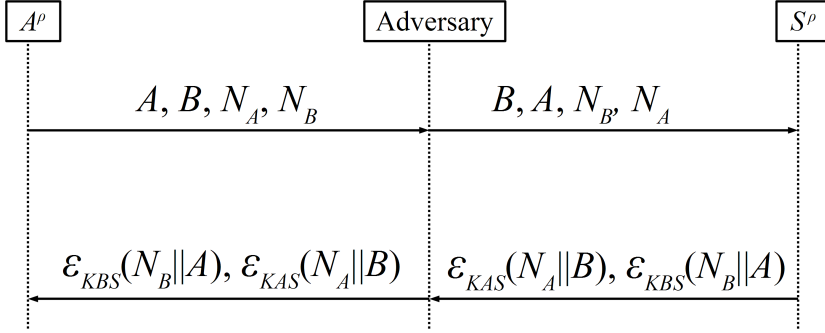 A^ρ Adversary S^ρ
A, B, N_A, N_B B, A, N_B, N_A
ε_KBS(N_B||A), ε_KAS(N_A||B) ε_KAS(N_A||B), ε_KBS(N_B||A)